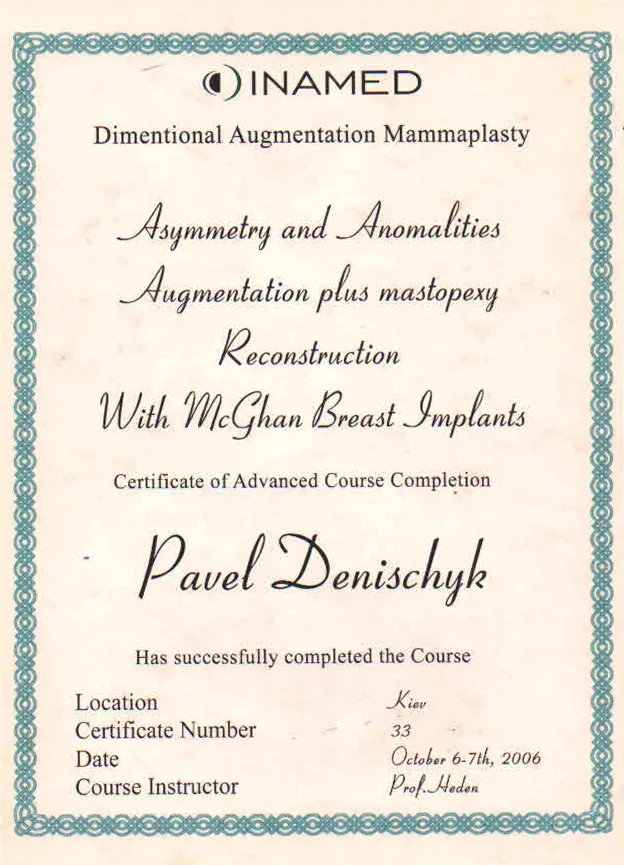 INAMED
Dimentional Augmentation Mammaplasty
Asymmetry and Anomalities
Augmentation plus mastopexy
Reconstruction
With McGhan Breast Implants
Certificate of Advanced Course Completion
Pavel Denischyk
Has successfully completed the Course
Location Kiev
Certificate Number 33
Date October 6-7th, 2006
Course Instructor Prof. Heden